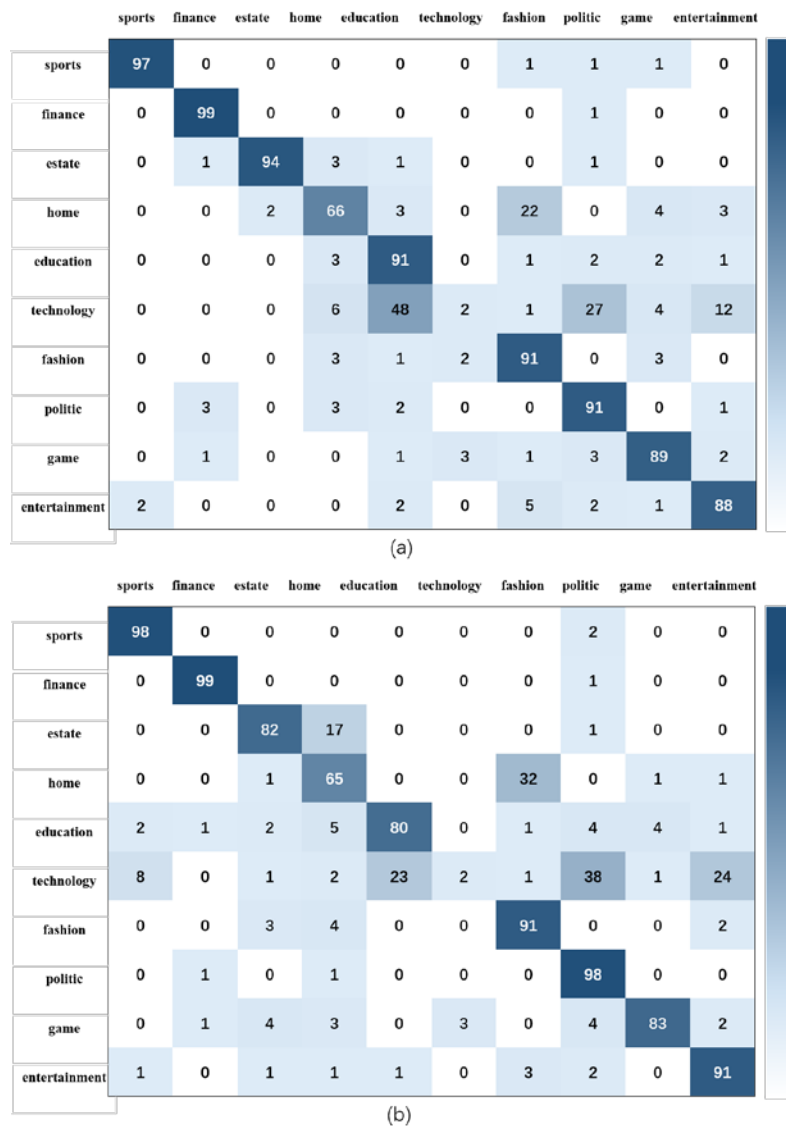 sports finance estate home education technology fashion politic game entertainment
sports 97 0 0 0 0 0 1 1 1 0
finance 0 99 0 0 0 0 0 1 0 0
estate 0 1 94 3 1 0 0 1 0 0
home 0 0 2 66 3 0 22 0 4 3
education 0 0 0 3 91 0 1 2 2 1
technology 0 0 0 6 48 2 1 27 4 12
fashion 0 0 0 3 1 2 91 0 3 0
politic 0 3 0 3 2 0 0 91 0 1
game 0 1 0 0 1 3 1 3 89 2
entertainment 2 0 0 0 2 0 5 2 1 88
(a)
sports finance estate home education technology fashion politic game entertainment
sports 98 0 0 0 0 0 0 2 0 0
finance 0 99 0 0 0 0 0 1 0 0
estate 0 0 82 17 0 0 0 1 0 0
home 0 0 1 65 0 0 32 0 1 1
education 2 1 2 5 80 0 1 4 4 1
technology 8 0 1 2 23 2 1 38 1 24
fashion 0 0 3 4 0 0 91 0 0 2
politic 0 1 0 1 0 0 0 98 0 0
game 0 1 4 3 0 3 0 4 83 2
entertainment 1 0 1 1 1 0 3 2 0 91
(b)